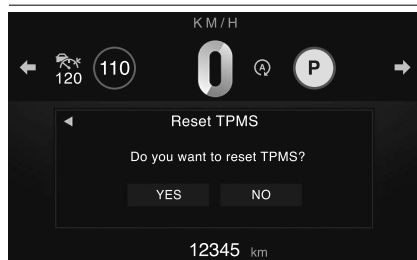 KM/H
120
110
0
A
P
Reset TPMS
Do you want to reset TPMS?
YES NO
12345 km